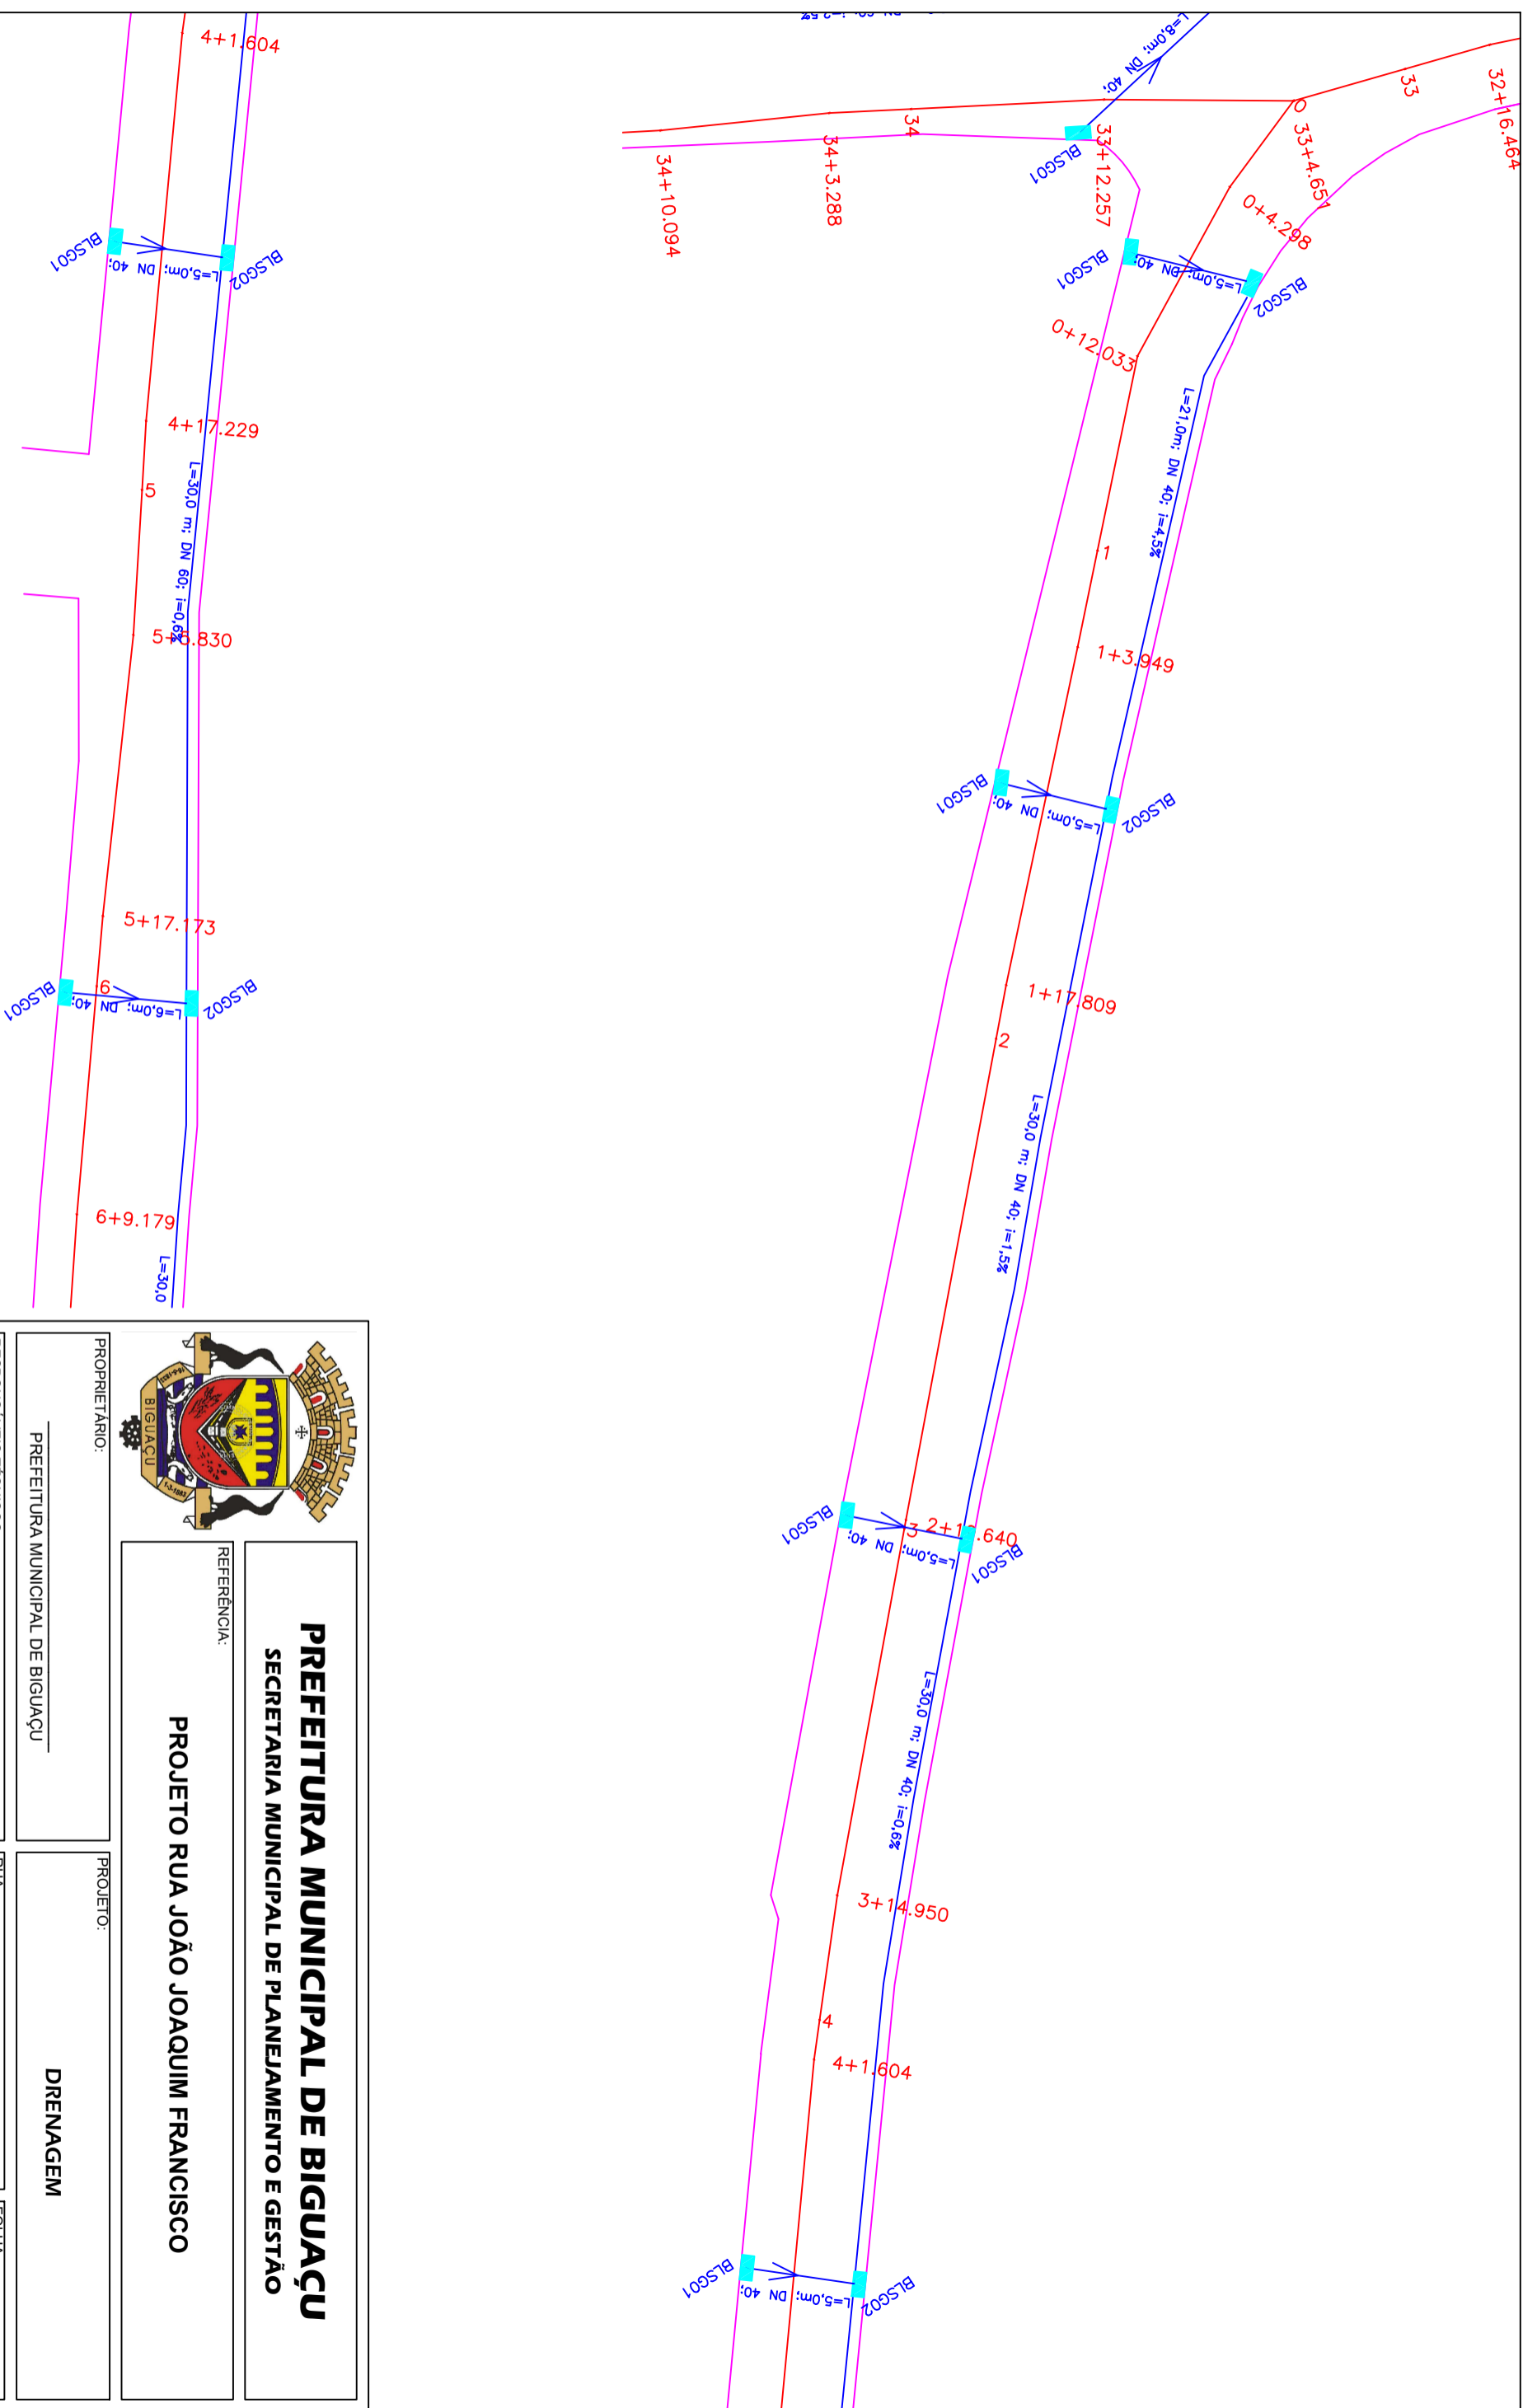 4+1.604
BLSG01
L=5,0m; DN 40;
BLSG02
4+17.229
5
L=30,0 m; DN 60; i=0,6%
5+17.173
BLSG01
6
L=6,0m; DN 40;
BLSG02
6+9.179
L=30,0
L=8,0m; DN 40;
BLSG01
32+16.464
33
0
33+4.657
33+12.257
34
34+3.288
34+10.094
0+4.298
BLSG01
L=5,0m; DN 40;
BLSG02
0+12.033
L=21,0m; DN 40; i=4,5%
1
1+3.949
BLSG01
L=5,0m; DN 40;
BLSG02
1+17.809
2
L=30,0 m; DN 40; i=1,5%
BLSG01
L=5,0m; DN 40;
3
BLSG01
L=30,0 m; DN 40; i=0,6%
3+14.950
4
4+1.604
BLSG01
L=5,0m; DN 40;
BLSG02
BIGUAÇU
PREFEITURA MUNICIPAL DE BIGUAÇU
SECRETARIA MUNICIPAL DE PLANEJAMENTO E GESTÃO
REFERÊNCIA:
PROJETO RUA JOÃO JOAQUIM FRANCISCO
PROPRIETÁRIO:
PREFEITURA MUNICIPAL DE BIGUAÇU
PROJETO:
DRENAGEM